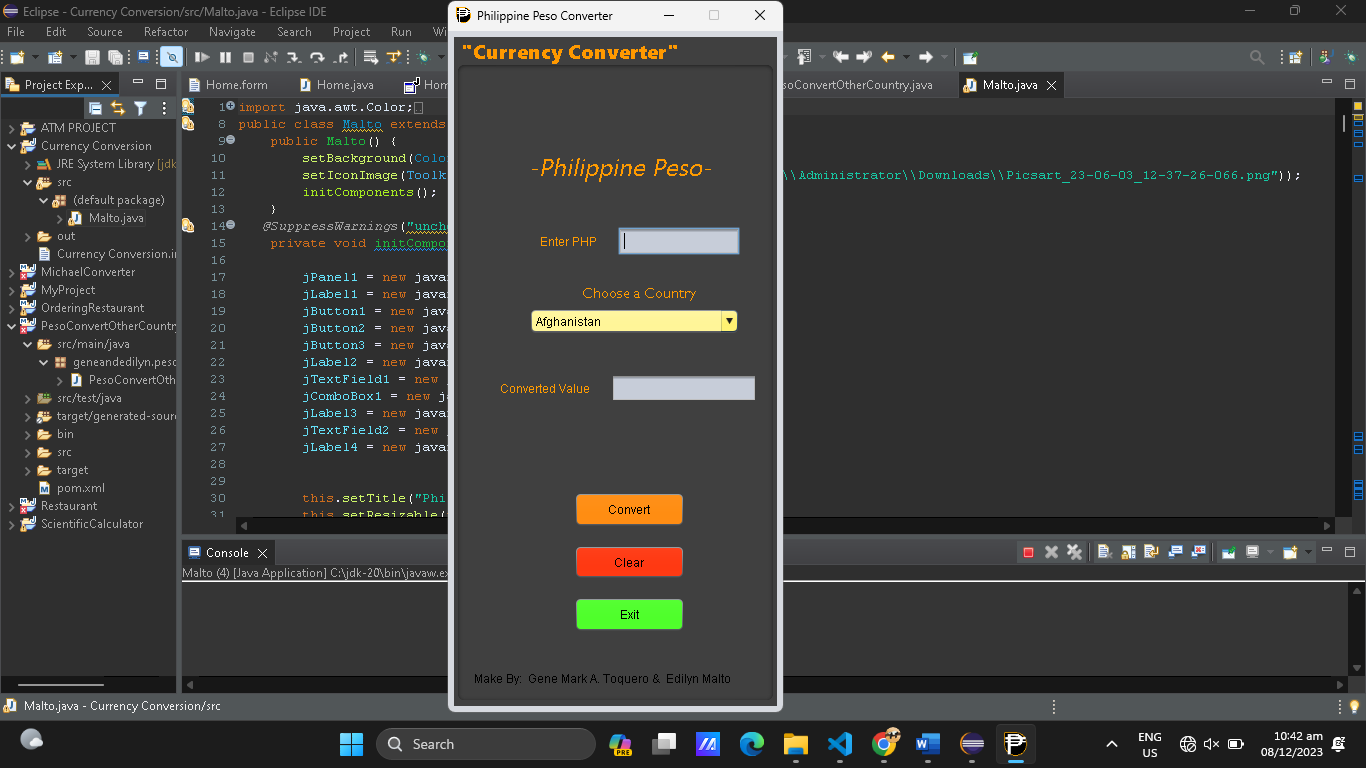 Eclipse - Currency Conversion/src/Malto.java - Eclipse IDE
File Edit Source Refactor Navigate Search Project Run
Project Exp...
ATM PROJECT
Currency Conversion
JRE System Library [jdk
src
(default package)
Malto.java
out
Currency Conversion.i
MichaelConverter
MyProject
OrderingRestaurant
PesoConvertOtherCountry
src/main/java
geneandedilyn.peso
PesoConvertOth
src/test/java
target/generated-sour
bin
src
target
pom.xml
Restaurant
ScientificCalculator
Home.form
Home.java
Hom
soConvertOtherCountry.java
Malto.java
1 import java.awt.Color;
8 public class Malto extends
9 public Malto() {
10 setBackground(Colo
11 setIconImage(Toolk \\Administrator\\Downloads\\Picsart_23-06-03_12-37-26-066.png"));
12 initComponents();
13 }
14 @SuppressWarnings("unch
15 private void initCompo
16
17 jPanel1 = new java
18 jLabel1 = new java
19 jButton1 = new jav
20 jButton2 = new jav
21 jButton3 = new jav
22 jLabel2 = new java
23 jTextField1 = new
24 jComboBox1 = new j
25 jLabel3 = new java
26 jTextField2 = new
27 jLabel4 = new java
28
29
30 this.setTitle("Phi
31 this.setResizable(
Philippine Peso Converter
"Currency Converter"
-Philippine Peso-
Enter PHP
Choose a Country
Afghanistan
Converted Value
Convert
Clear
Exit
Make By: Gene Mark A. Toquero & Edilyn Malto
Console
Malto (4) [Java Application] C:\jdk-20\bin\javaw.ex
Malto.java - Currency Conversion/src
Search
PRE
ENG
US
10:42 am
08/12/2023